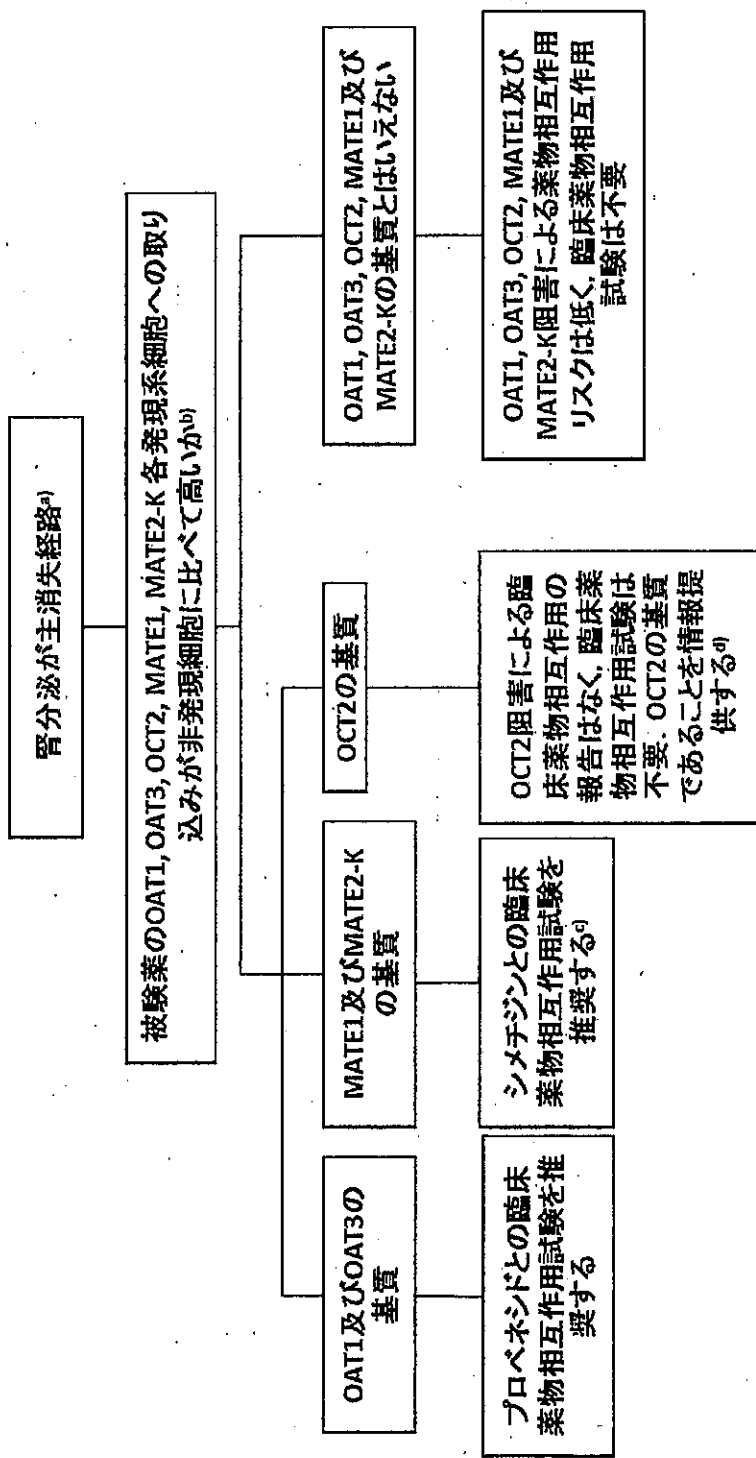 腎分泌が主消失経路a)
被験薬のOAT1, OAT3, OCT2, MATE1, MATE2-K 各発現系細胞への取り
込みが非発現細胞に比べて高いかb)
OAT1及びOAT3の
基質
MATE1及びMATE2-K
の基質
OCT2の基質
OAT1, OAT3, OCT2, MATE1及び
MATE2-Kの基質とはいえない
プロベネシドとの臨床
薬物相互作用試験を推
奨する
シメチジンとの臨床
薬物相互作用試験を
推奨するc)
OCT2阻害による臨
床薬物相互作用の
報告はなく, 臨床薬
物相互作用試験は
不要. OCT2の基質
であることを情報提
供するd)
OAT1, OAT3, OCT2, MATE1及び
MATE2-K阻害による薬物相互作用
リスクは低く, 臨床薬物相互作用
試験は不要